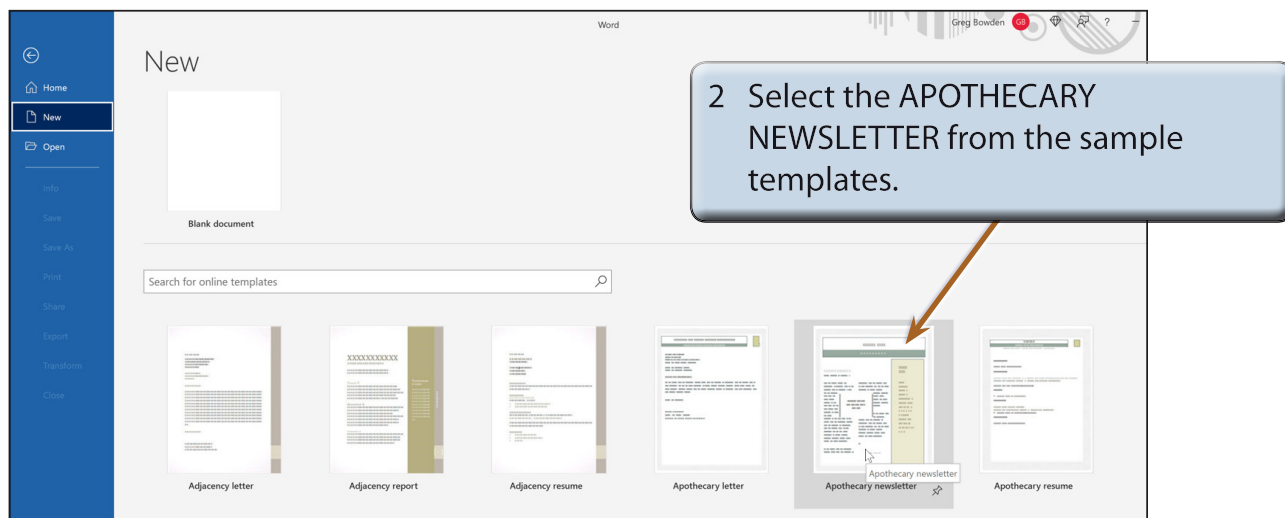 Word
Greg Bowden GB ?
Home
New
Open
Info
Save
Save As
Print
Share
Export
Transform
Close
New
2 Select the APOTHECARY
NEWSLETTER from the sample
templates.
Blank document
Search for online templates
XXXXXXXXXXX
Apothecary newsletter
Adjacency letter
Adjacency report
Adjacency resume
Apothecary letter
Apothecary newsletter
Apothecary resume